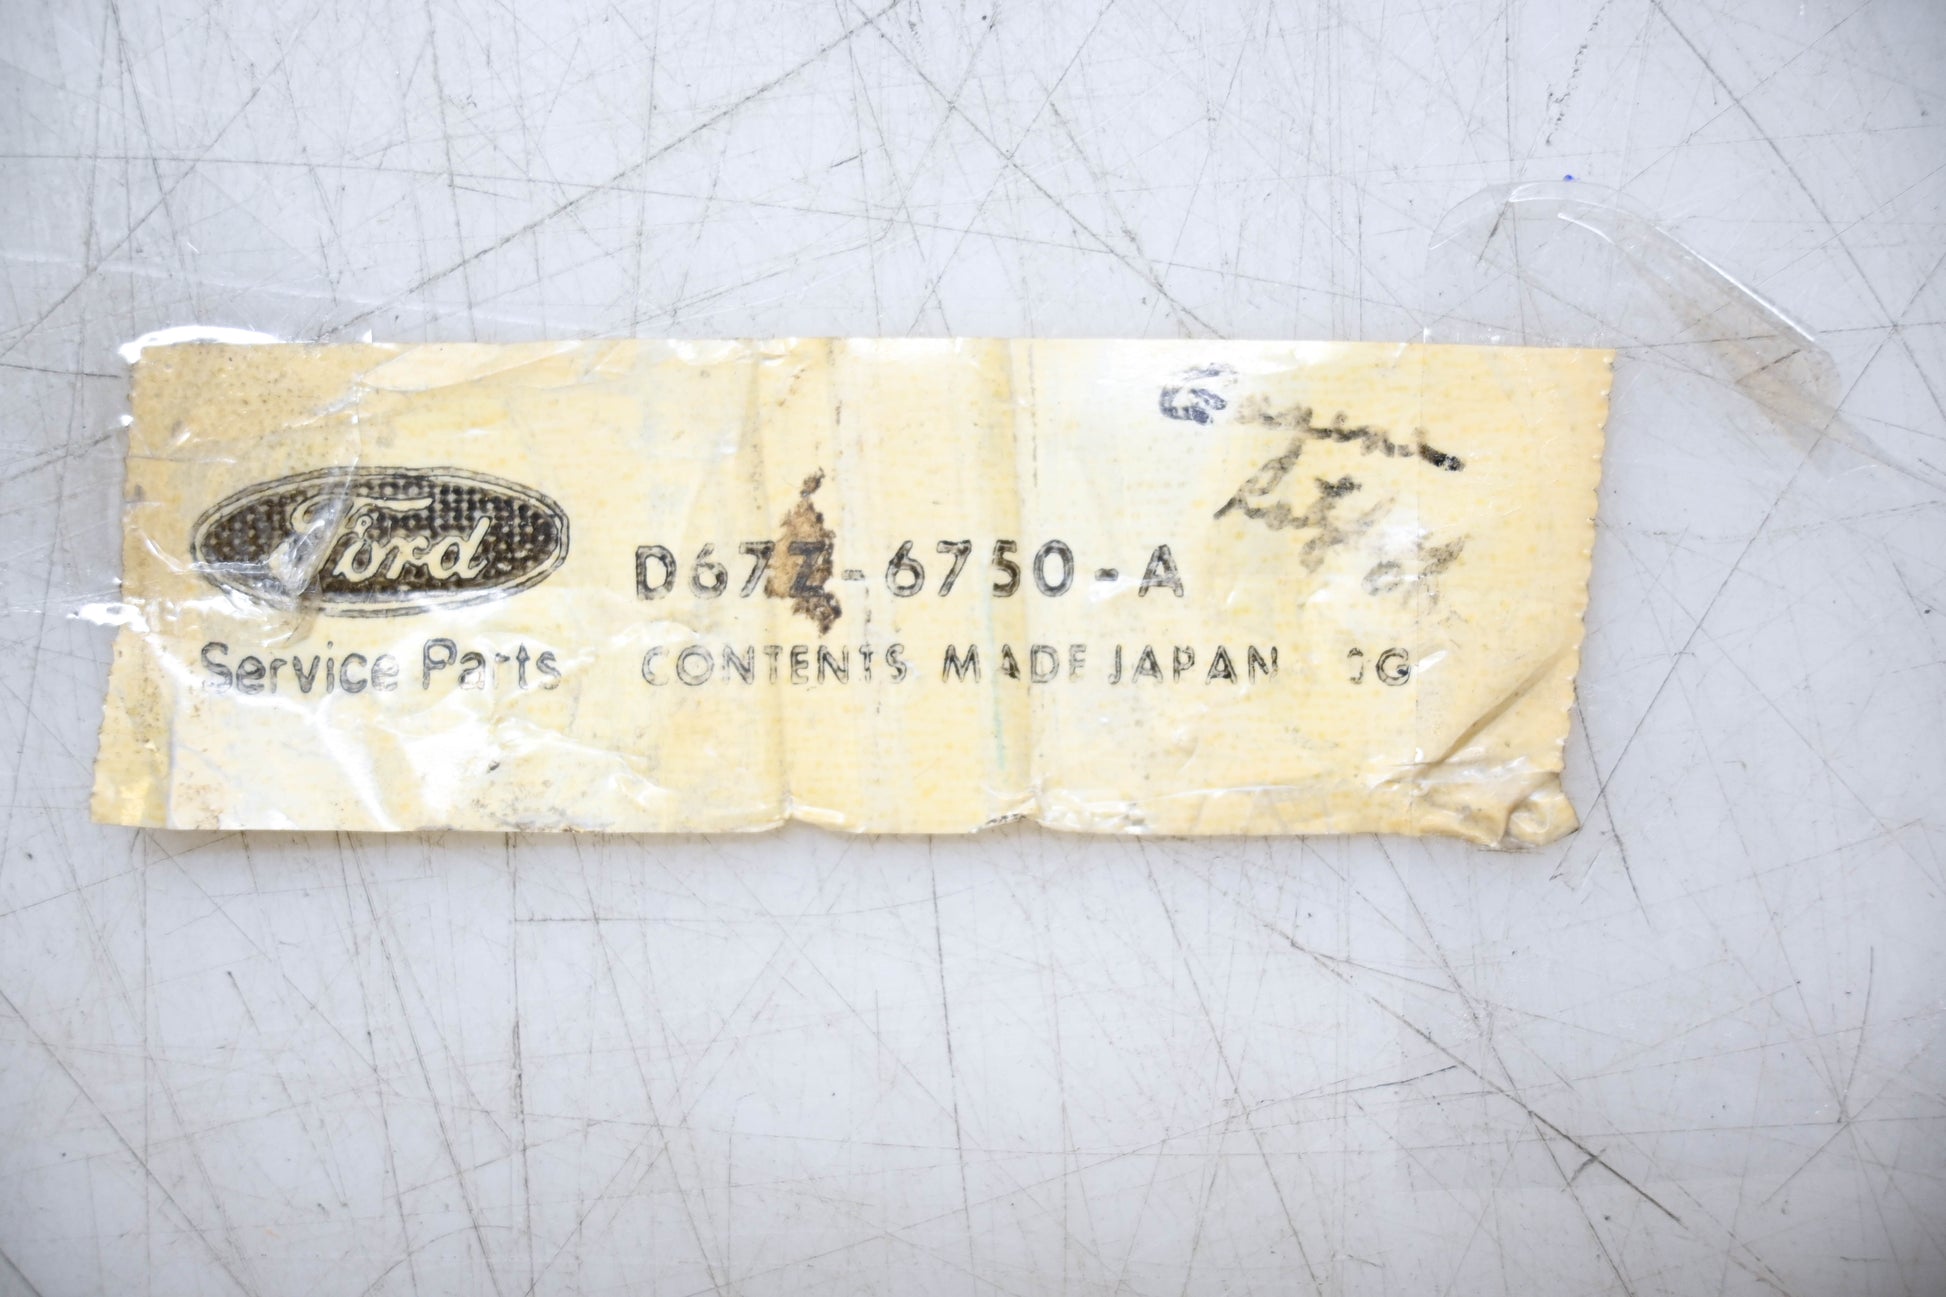 Ford
Service Parts
D67Z-6750-A
CONTENTS MADE JAPAN